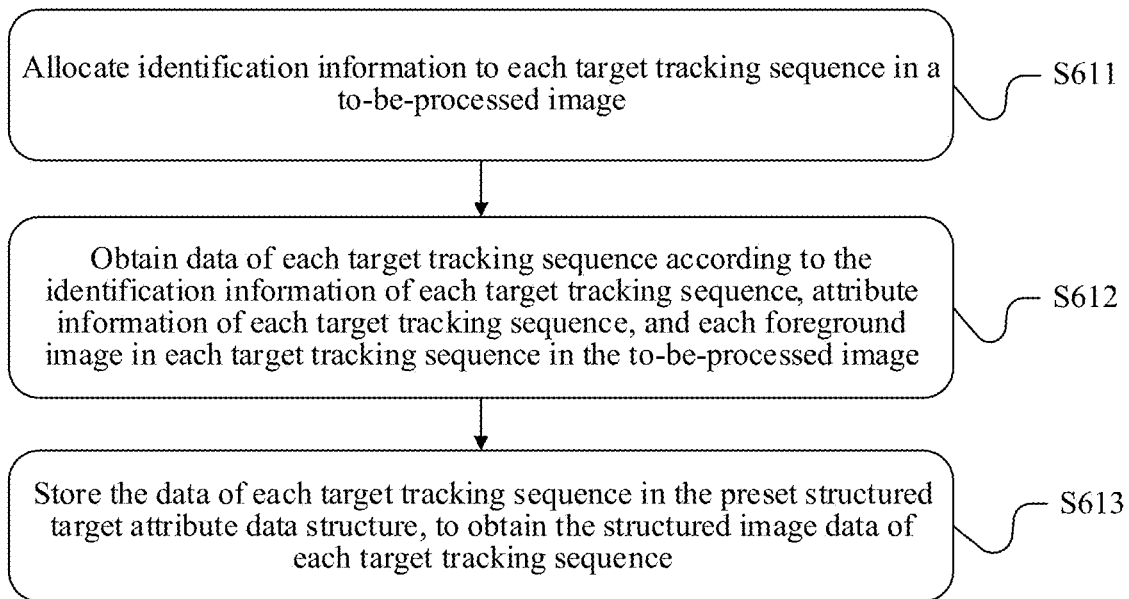 Allocate identification information to each target tracking sequence in a
to-be-processed image
S611
Obtain data of each target tracking sequence according to the
identification information of each target tracking sequence, attribute
information of each target tracking sequence, and each foreground
image in each target tracking sequence in the to-be-processed image
S612
Store the data of each target tracking sequence in the preset structured
target attribute data structure, to obtain the structured image data of
each target tracking sequence
S613